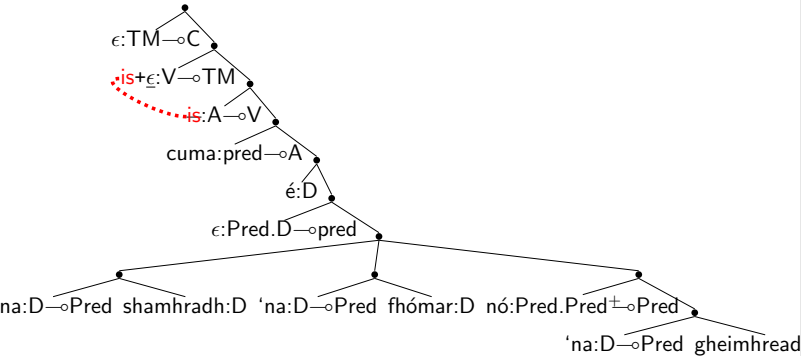 ϵ:TM⊸C
is+ϵ:V⊸TM
is:A⊸V
cuma:pred⊸A
é:D
ϵ:Pred.D⊸pred
na:D⊸Pred shamhradh:D ‘na:D⊸Pred fhómar:D nó:Pred.Pred⁺⊸Pred
‘na:D⊸Pred gheimhread